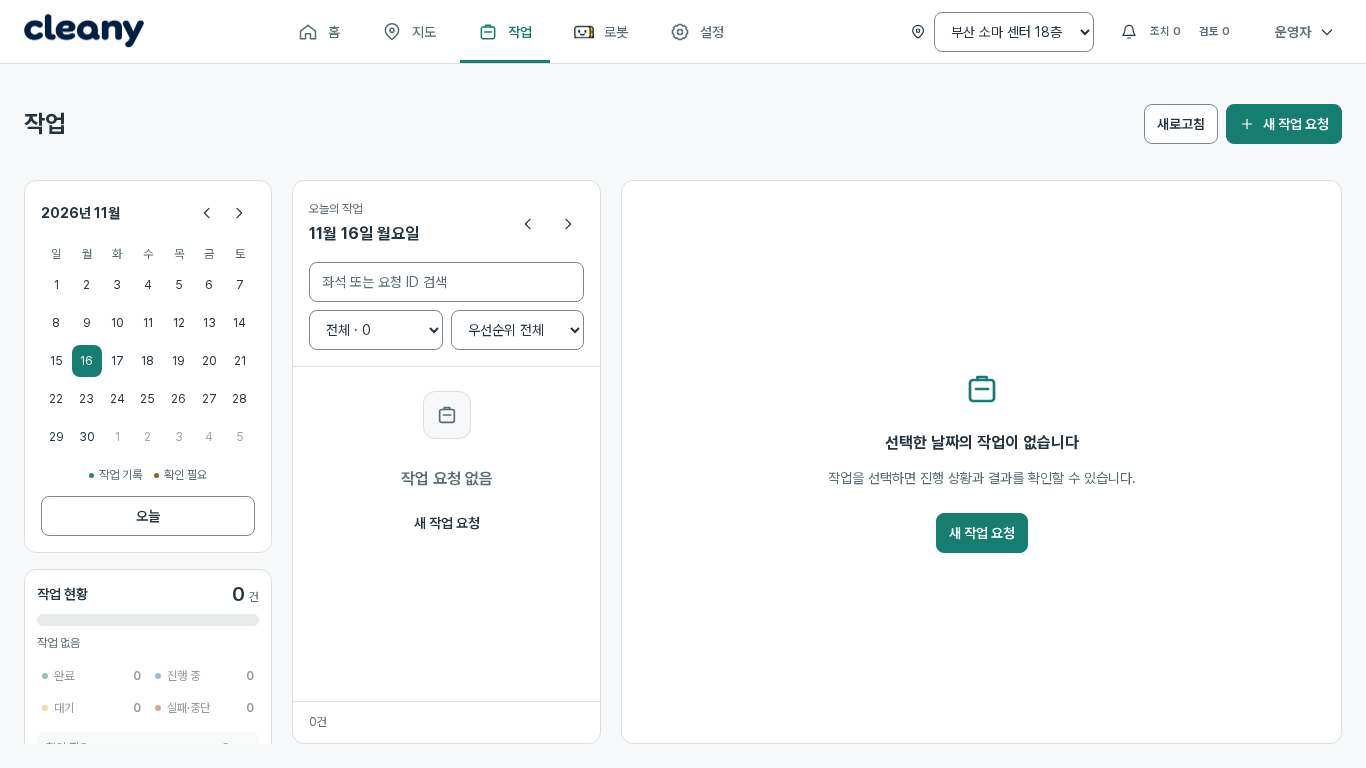 cleany
홈
지도
작업
로봇
설정
부산 소마 센터 18층
조치 0
검토 0
운영자
작업
새로고침
새 작업 요청
2026년 11월
일 월 화 수 목 금 토
1 2 3 4 5 6 7
8 9 10 11 12 13 14
15 16 17 18 19 20 21
22 23 24 25 26 27 28
29 30 1 2 3 4 5
작업 기록
확인 필요
오늘
작업 현황
0 건
작업 없음
완료 0
진행 중 0
대기 0
실패·중단 0
오늘의 작업
11월 16일 월요일
좌석 또는 요청 ID 검색
전체 · 0
우선순위 전체
작업 요청 없음
새 작업 요청
0건
선택한 날짜의 작업이 없습니다
작업을 선택하면 진행 상황과 결과를 확인할 수 있습니다.
새 작업 요청